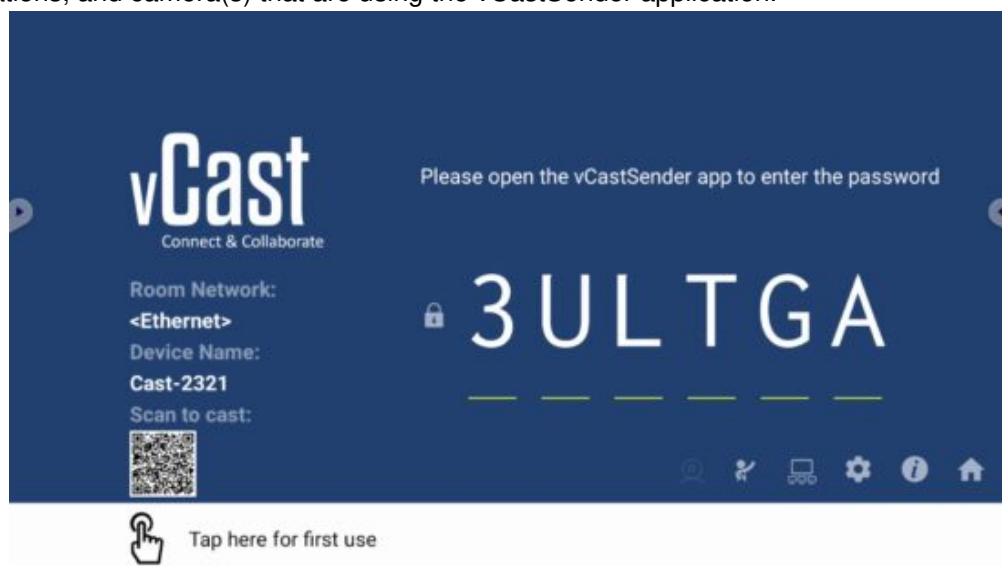 tions, and camera(s) that are using the vCastSender application.
vCast
Connect & Collaborate
Please open the vCastSender app to enter the password
Room Network:
<Ethernet>
Device Name:
Cast-2321
Scan to cast:
3ULTGA
Tap here for first use